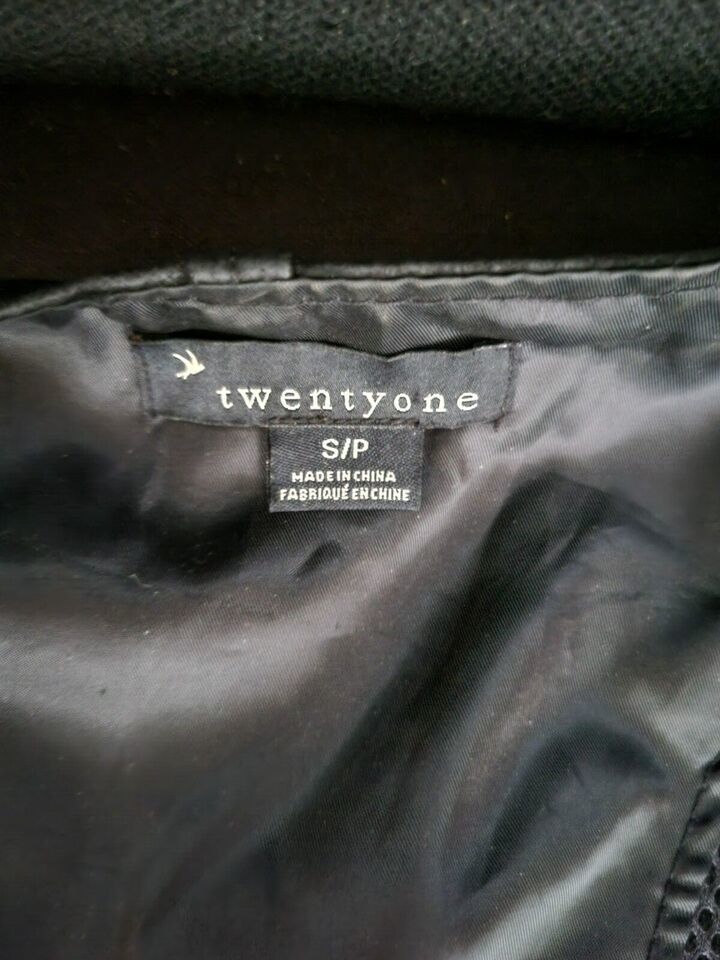 twentyone
S/P
MADE IN CHINA
FABRIQUÉ EN CHINE